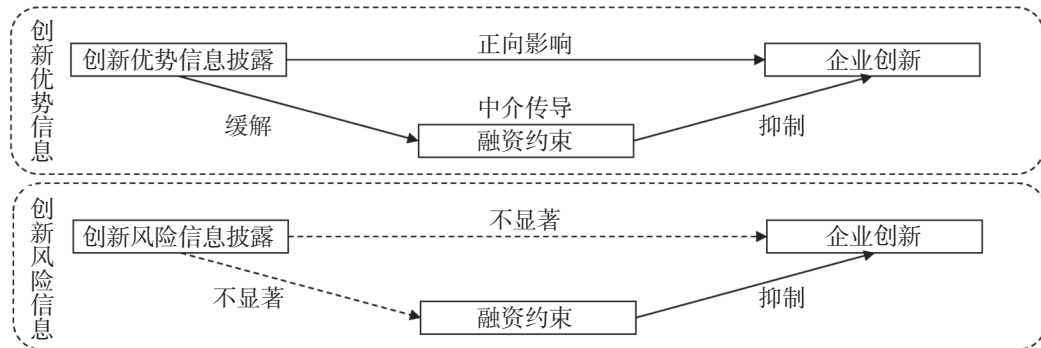 创新优势信息
创新优势信息披露
正向影响
企业创新
缓解
中介传导
融资约束
抑制
创新风险信息
创新风险信息披露
不显著
企业创新
不显著
融资约束
抑制